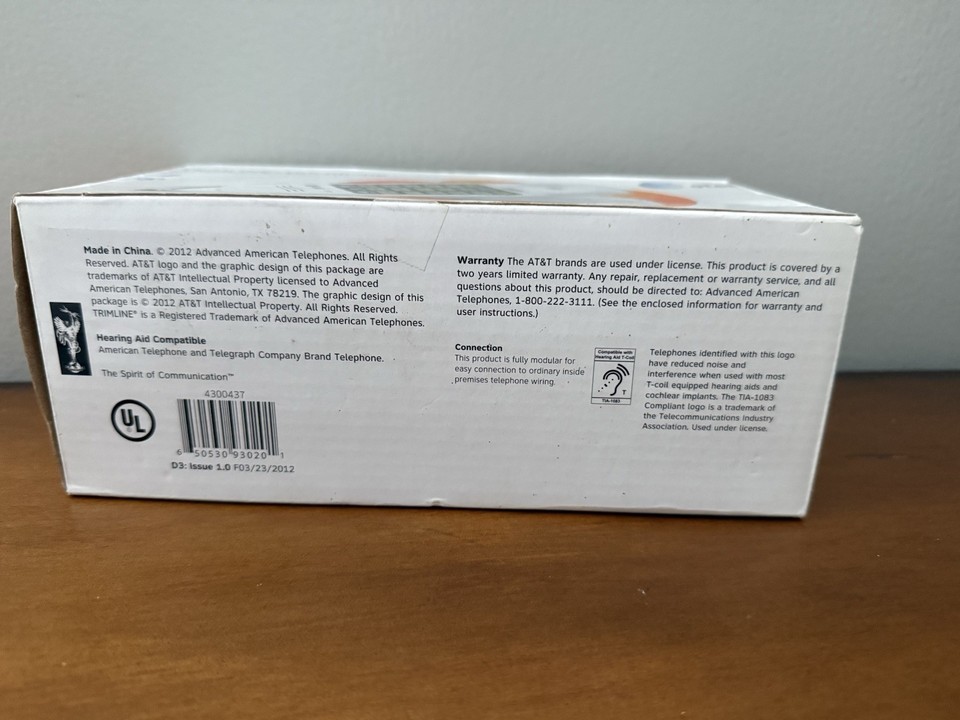 Made in China. © 2012 Advanced American Telephones. All Rights
Reserved. AT&T logo and the graphic design of this package are
trademarks of AT&T Intellectual Property licensed to Advanced
American Telephones, San Antonio, TX 78219. The graphic design of this
package is © 2012 AT&T Intellectual Property. All Rights Reserved.
TRIMLINE® is a Registered Trademark of Advanced American Telephones.
Hearing Aid Compatible
American Telephone and Telegraph Company Brand Telephone.
The Spirit of Communication™
UL
4300437
6 50530 93020 1
D3: Issue 1.0 F03/23/2012
Warranty The AT&T brands are used under license. This product is covered by a
two years limited warranty. Any repair, replacement or warranty service, and all
questions about this product, should be directed to: Advanced American
Telephones, 1-800-222-3111. (See the enclosed information for warranty and
user instructions.)
Connection
This product is fully modular for
easy connection to ordinary inside
premises telephone wiring.
Compatible with
Hearing Aid T-Coil
T
TIA-1083
Telephones identified with this logo
have reduced noise and
interference when used with most
T-coil equipped hearing aids and
cochlear implants. The TIA-1083
Compliant logo is a trademark of
the Telecommunications Industry
Association. Used under license.